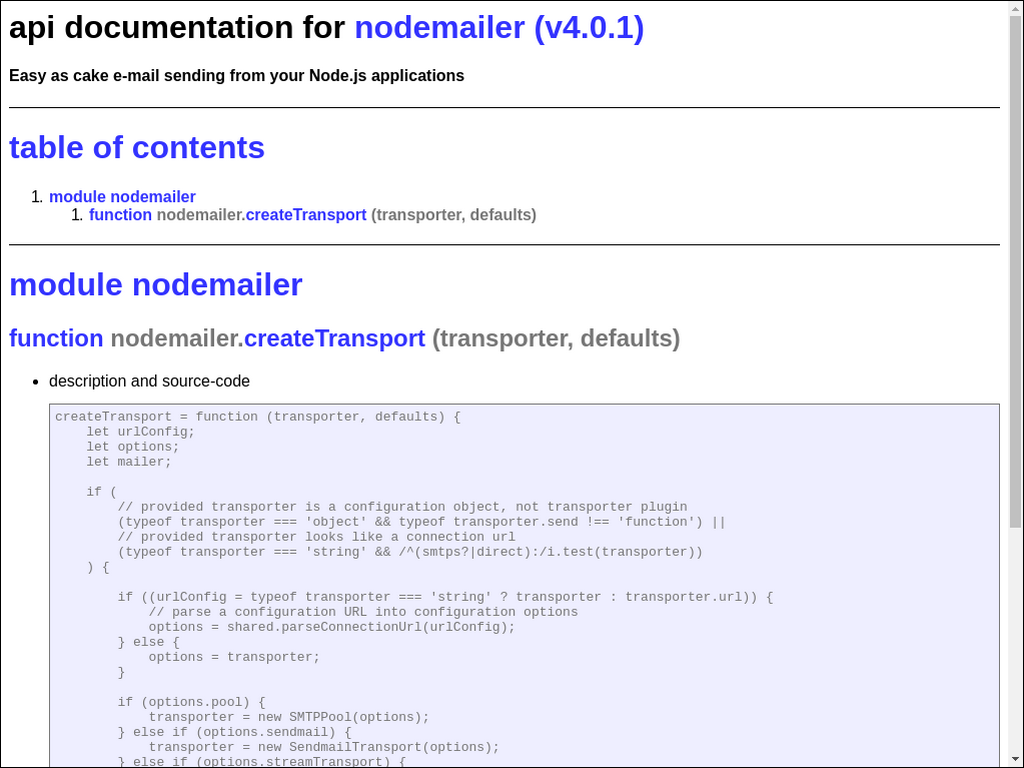 api documentation for nodemailer (v4.0.1)
Easy as cake e-mail sending from your Node.js applications
table of contents
1. module nodemailer
1. function nodemailer.createTransport (transporter, defaults)
module nodemailer
function nodemailer.createTransport (transporter, defaults)
• description and source-code
createTransport = function (transporter, defaults) {
    let urlConfig;
    let options;
    let mailer;

    if (
        // provided transporter is a configuration object, not transporter plugin
        (typeof transporter === 'object' && typeof transporter.send !== 'function') ||
        // provided transporter looks like a connection url
        (typeof transporter === 'string' && /^(smtps?|direct):/i.test(transporter))
    ) {

        if ((urlConfig = typeof transporter === 'string' ? transporter : transporter.url)) {
            // parse a configuration URL into configuration options
            options = shared.parseConnectionUrl(urlConfig);
        } else {
            options = transporter;
        }

        if (options.pool) {
            transporter = new SMTPPool(options);
        } else if (options.sendmail) {
            transporter = new SendmailTransport(options);
        } else if (options.streamTransport) {